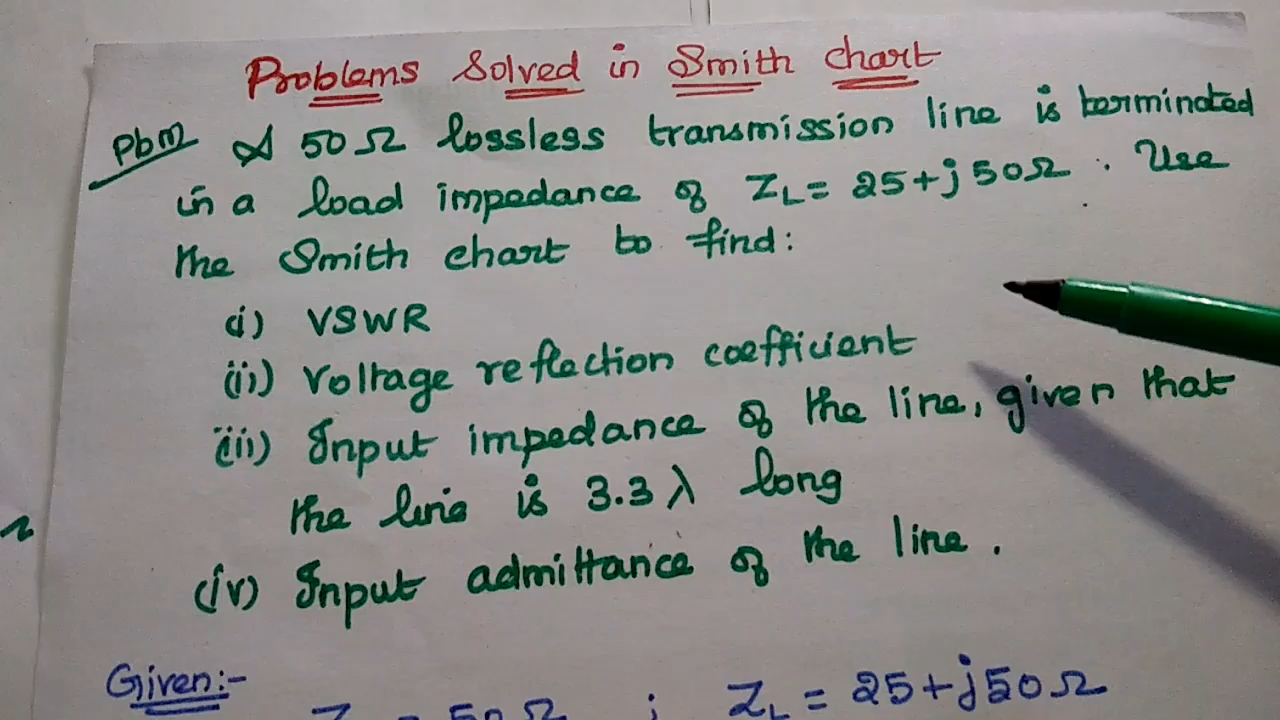 Problems Solved in Smith chart
Pbm A 50Ω lossless transmission line is terminated
in a load impedance of ZL = 25+j50Ω. Use
the Smith chart to find:
(i) VSWR
(ii) Voltage reflection coefficient
(iii) Input impedance of the line, given that
the line is 3.3λ long
(iv) Input admittance of the line.
Given:-
= 50Ω ; ZL = 25+j50Ω